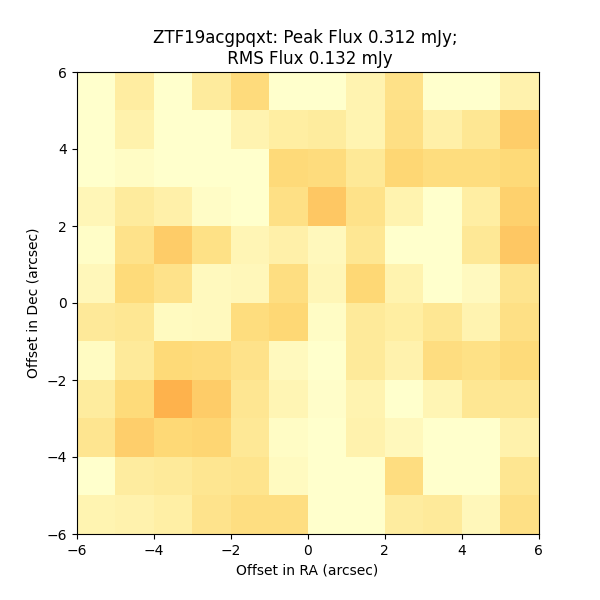 ZTF19acgpqxt: Peak Flux 0.312 mJy;
RMS Flux 0.132 mJy
6
4
2
0
−2
−4
−6
Offset in Dec (arcsec)
−6 −4 −2 0 2 4 6
Offset in RA (arcsec)